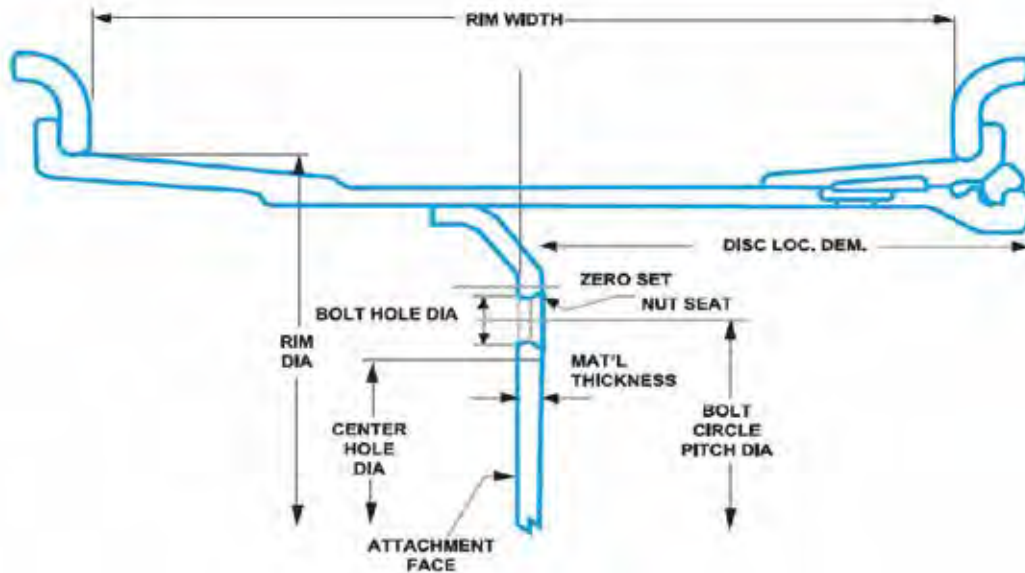 RIM WIDTH
DISC LOC. DEM.
ZERO SET
NUT SEAT
BOLT HOLE DIA
RIM
DIA
MAT'L
THICKNESS
CENTER
HOLE
DIA
BOLT
CIRCLE
PITCH DIA
ATTACHMENT
FACE